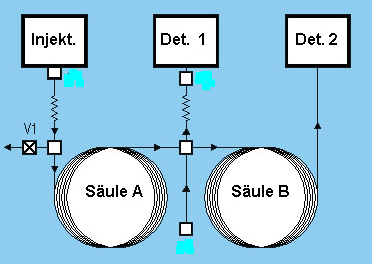 Injekt.
Det. 1
Det. 2
V1
Säule A
Säule B